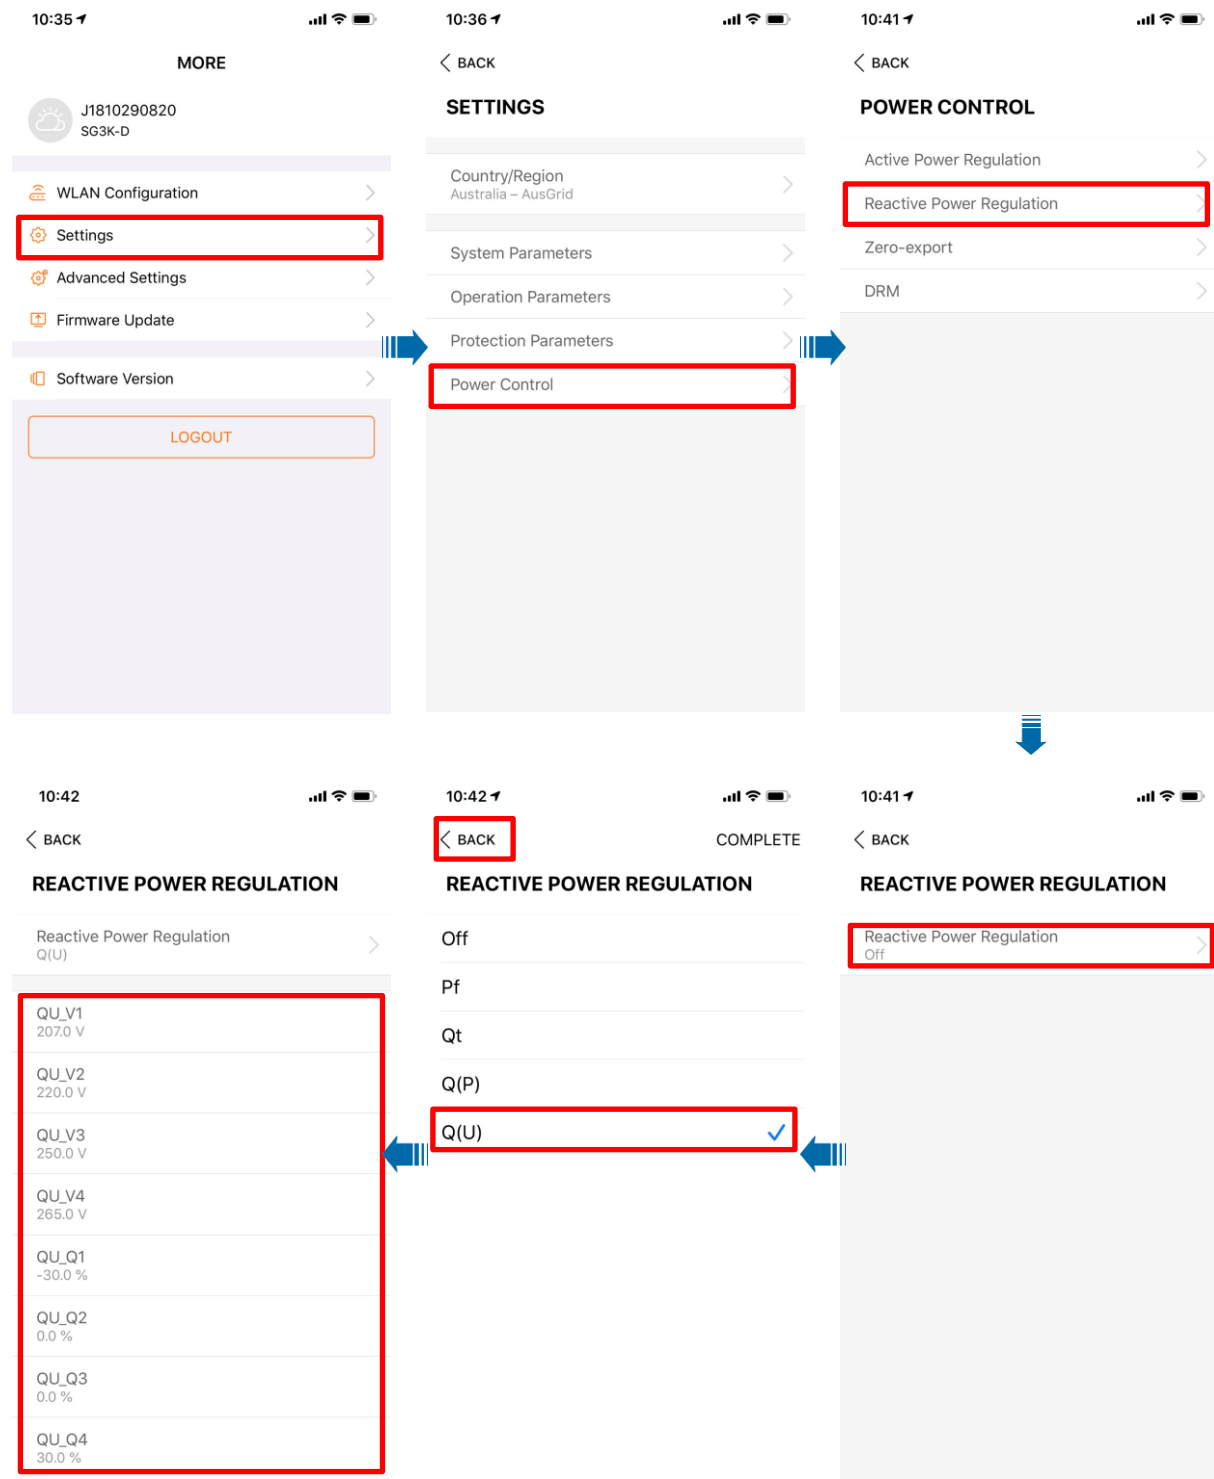 10:35
MORE
J1810290820
SG3K-D
WLAN Configuration
Settings
Advanced Settings
Firmware Update
Software Version
LOGOUT
10:36
BACK
SETTINGS
Country/Region
Australia – AusGrid
System Parameters
Operation Parameters
Protection Parameters
Power Control
10:41
BACK
POWER CONTROL
Active Power Regulation
Reactive Power Regulation
Zero-export
DRM
10:41
BACK
REACTIVE POWER REGULATION
Reactive Power Regulation
Off
10:42
BACK
COMPLETE
REACTIVE POWER REGULATION
Off
Pf
Qt
Q(P)
Q(U)
10:42
BACK
REACTIVE POWER REGULATION
Reactive Power Regulation
Q(U)
QU_V1
207.0 V
QU_V2
220.0 V
QU_V3
250.0 V
QU_V4
265.0 V
QU_Q1
-30.0 %
QU_Q2
0.0 %
QU_Q3
0.0 %
QU_Q4
30.0 %